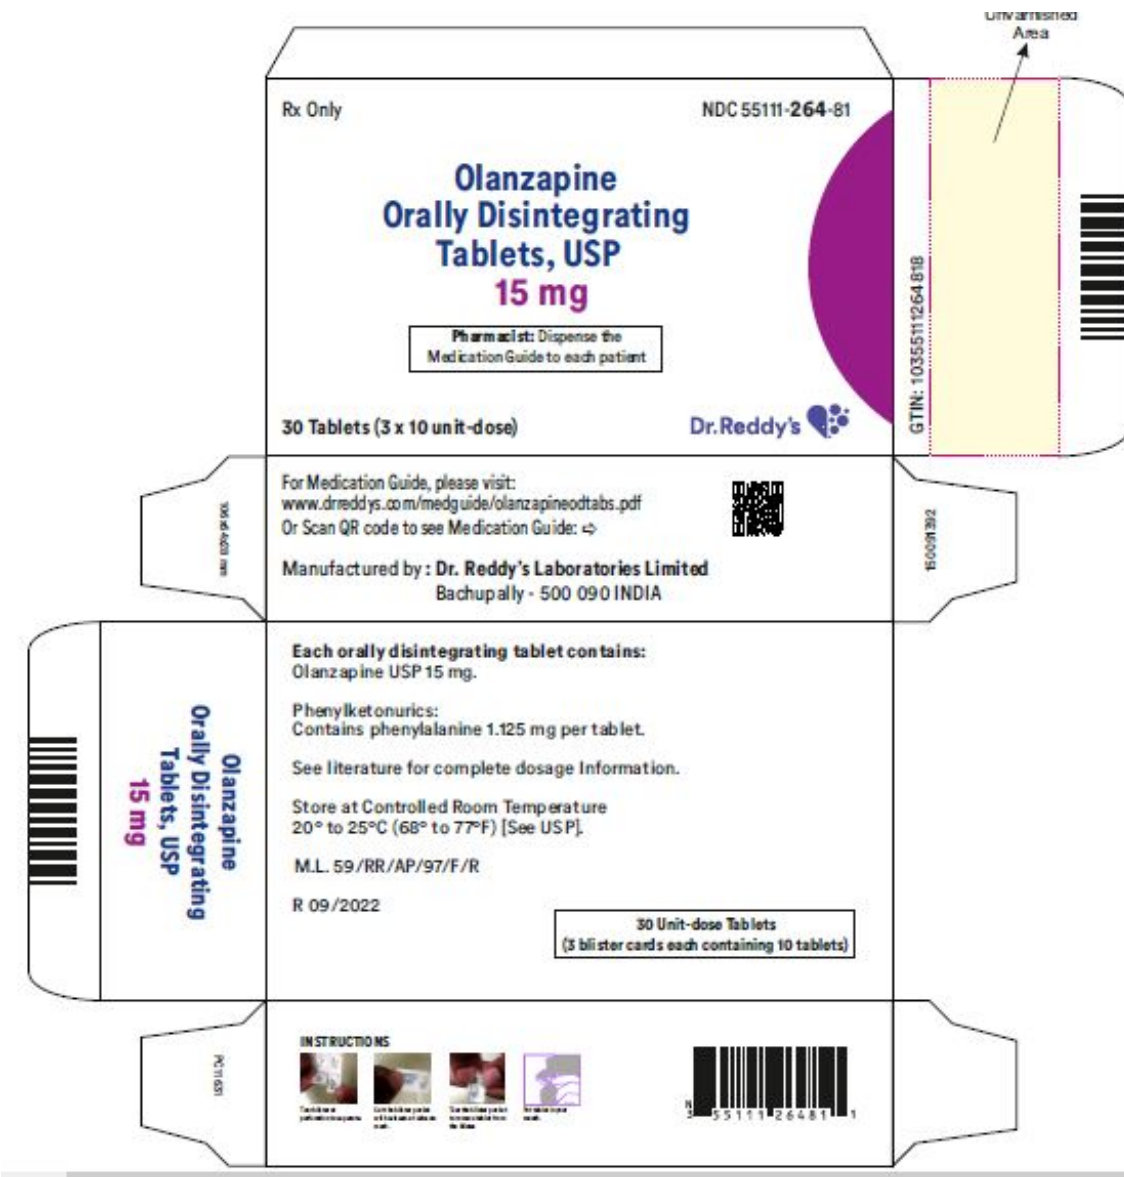 Unvarnished
Area
Rx Only
NDC 55111-264-81
Olanzapine
Orally Disintegrating
Tablets, USP
15 mg
Pharmacist: Dispense the
Medication Guide to each patient
30 Tablets (3 x 10 unit-dose)
Dr.Reddy's
GTIN: 10355111264818
For Medication Guide, please visit:
www.drreddys.com/medguide/olanzapineodtabs.pdf
Or Scan QR code to see Medication Guide: ➩
Manufactured by : Dr. Reddy's Laboratories Limited
Bachupally - 500 090 INDIA
mm
150091392
Each orally disintegrating tablet contains:
Olanzapine USP 15 mg.
Phenylketonurics:
Contains phenylalanine 1.125 mg per tablet.
See literature for complete dosage Information.
Store at Controlled Room Temperature
20° to 25°C (68° to 77°F) [See USP].
M.L. 59/RR/AP/97/F/R
R 09/2022
30 Unit-dose Tablets
(3 blister cards each containing 10 tablets)
Olanzapine
Orally Disintegrating
Tablets, USP
15 mg
INSTRUCTIONS
N
3 55111 26481 1